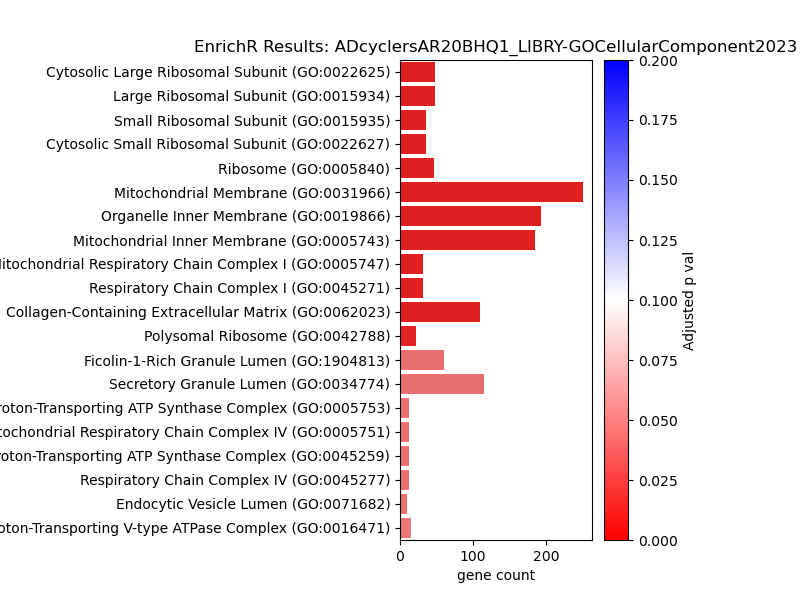 EnrichR Results: ADcyclersAR20BHQ1_LIBRY-GOCellularComponent2023
Cytosolic Large Ribosomal Subunit (GO:0022625)
Large Ribosomal Subunit (GO:0015934)
Small Ribosomal Subunit (GO:0015935)
Cytosolic Small Ribosomal Subunit (GO:0022627)
Ribosome (GO:0005840)
Mitochondrial Membrane (GO:0031966)
Organelle Inner Membrane (GO:0019866)
Mitochondrial Inner Membrane (GO:0005743)
Respiratory Chain Complex I (GO:0005747)
Respiratory Chain Complex I (GO:0045271)
Collagen-Containing Extracellular Matrix (GO:0062023)
Polysomal Ribosome (GO:0042788)
Ficolin-1-Rich Granule Lumen (GO:1904813)
Secretory Granule Lumen (GO:0034774)
roton-Transporting ATP Synthase Complex (GO:0005753)
tochondrial Respiratory Chain Complex IV (GO:0005751)
roton-Transporting ATP Synthase Complex (GO:0045259)
Respiratory Chain Complex IV (GO:0045277)
Endocytic Vesicle Lumen (GO:0071682)
oton-Transporting V-type ATPase Complex (GO:0016471)
0 100 200
gene count
0.200
0.175
0.150
0.125
0.100
0.075
0.050
0.025
0.000
Adjusted p val